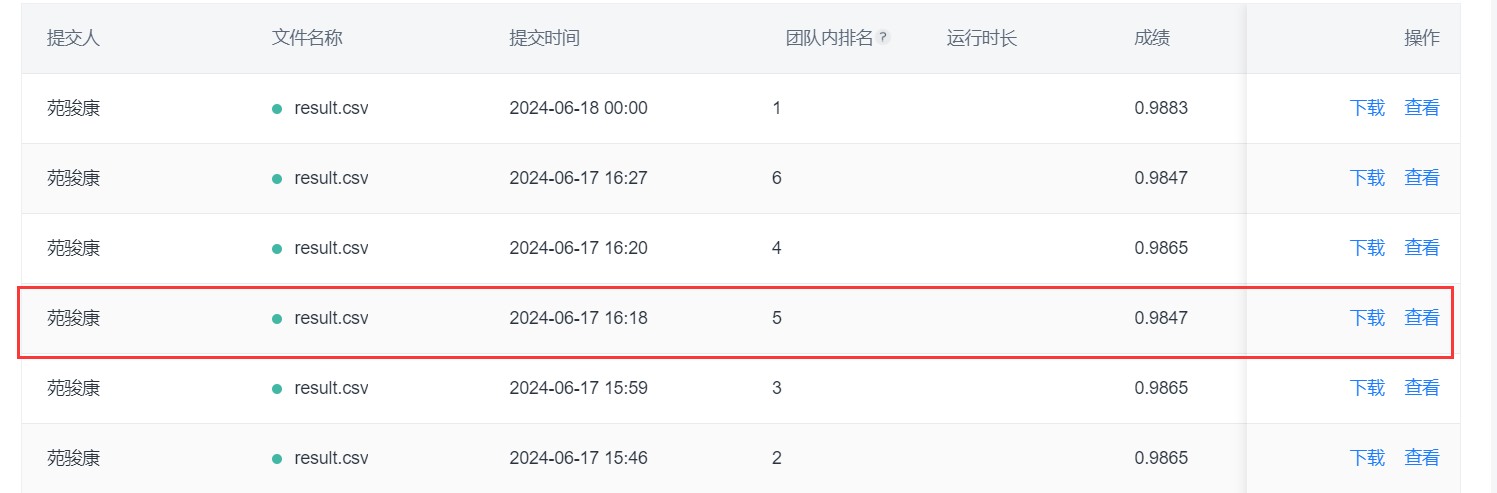 提交人 文件名称 提交时间 团队内排名? 运行时长 成绩 操作
苑骏康 result.csv 2024-06-18 00:00 1 0.9883 下载 查看
苑骏康 result.csv 2024-06-17 16:27 6 0.9847 下载 查看
苑骏康 result.csv 2024-06-17 16:20 4 0.9865 下载 查看
苑骏康 result.csv 2024-06-17 16:18 5 0.9847 下载 查看
苑骏康 result.csv 2024-06-17 15:59 3 0.9865 下载 查看
苑骏康 result.csv 2024-06-17 15:46 2 0.9865 下载 查看